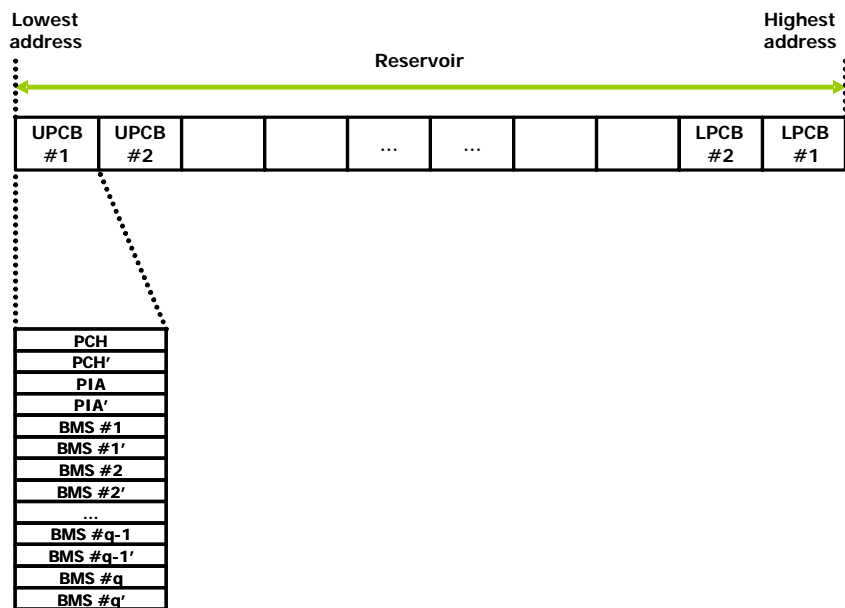 Lowest address
Highest address
Reservoir
UPCB #1
UPCB #2
...
...
LPCB #2
LPCB #1
PCH
PCH'
PIA
PIA'
BMS #1
BMS #1'
BMS #2
BMS #2'
...
BMS #q-1
BMS #q-1'
BMS #q
BMS #q'